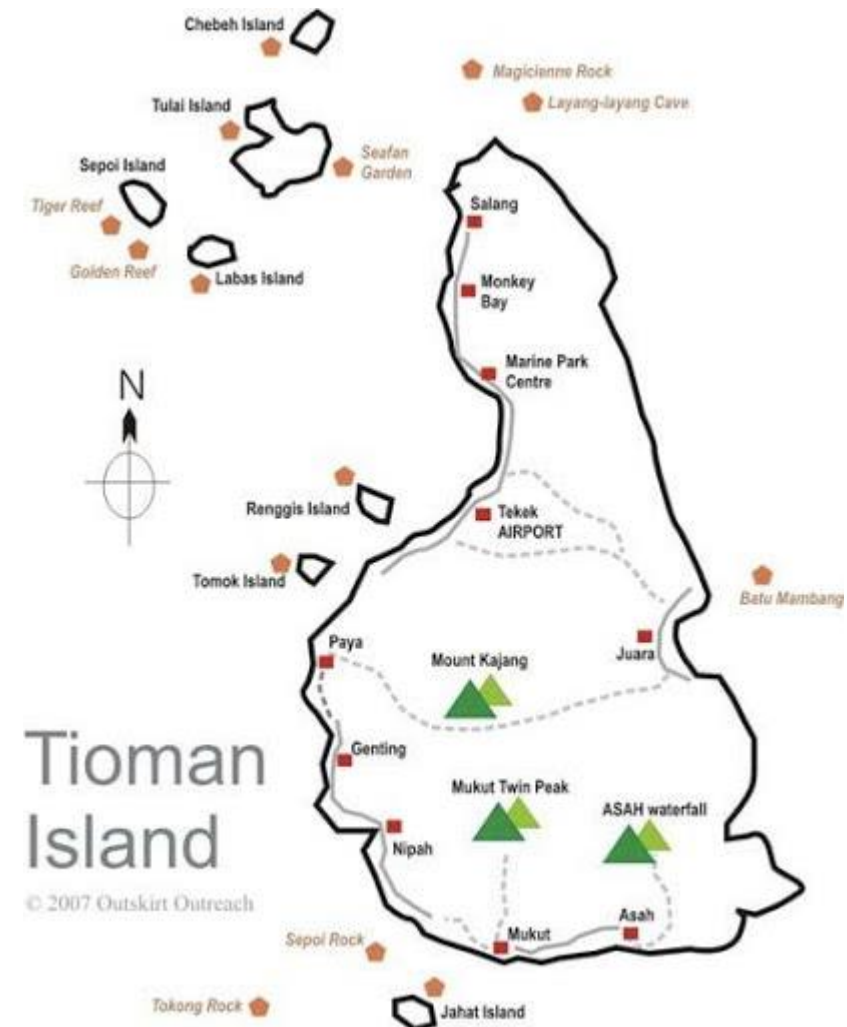 Chebeh Island
Magicienne Rock
Tulai Island
Layang-layang Cave
Sepoi Island
Seafan
Garden
Tiger Reef
Salang
Golden Reef
Labas Island
Monkey
Bay
Marine Park
Centre
N
Renggis Island
Tekek
AIRPORT
Tomok Island
Batu Mambang
Paya
Juara
Mount Kajang
Tioman
Island
© 2007 Outskirt Outreach
Genting
Mukut Twin Peak
ASAH waterfall
Nipah
Asah
Sepoi Rock
Mukut
Tokong Rock
Jahat Island